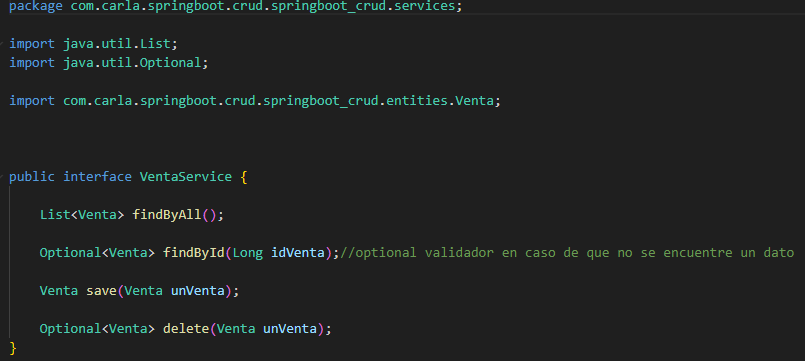 package com.carla.springboot.crud.springboot_crud.services;
import java.util.List;
import java.util.Optional;
import com.carla.springboot.crud.springboot_crud.entities.Venta;
public interface VentaService {
List<Venta> findByAll();
Optional<Venta> findById(Long idVenta);//optional validador en caso de que no se encuentre un dato
Venta save(Venta unVenta);
Optional<Venta> delete(Venta unVenta);
}